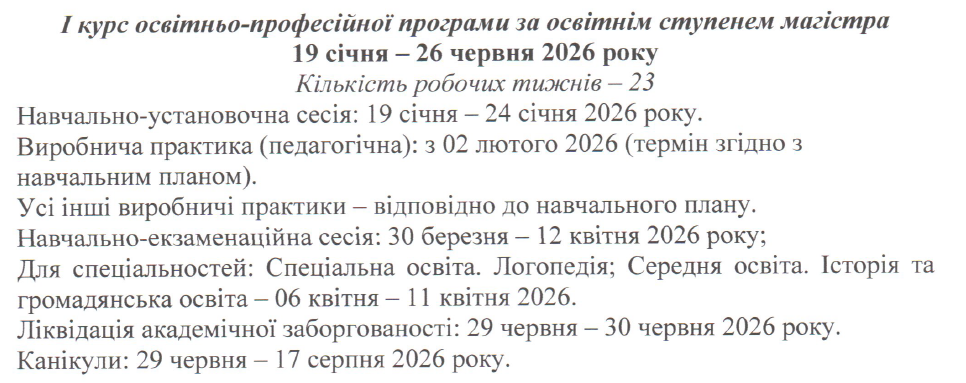 І курс освітньо-професійної програми за освітнім ступенем магістра
19 січня – 26 червня 2026 року
Кількість робочих тижнів – 23
Навчально-установочна сесія: 19 січня – 24 січня 2026 року.
Виробнича практика (педагогічна): з 02 лютого 2026 (термін згідно з
навчальним планом).
Усі інші виробничі практики – відповідно до навчального плану.
Навчально-екзаменаційна сесія: 30 березня – 12 квітня 2026 року;
Для спеціальностей: Спеціальна освіта. Логопедія; Середня освіта. Історія та
громадянська освіта – 06 квітня – 11 квітня 2026.
Ліквідація академічної заборгованості: 29 червня – 30 червня 2026 року.
Канікули: 29 червня – 17 серпня 2026 року.